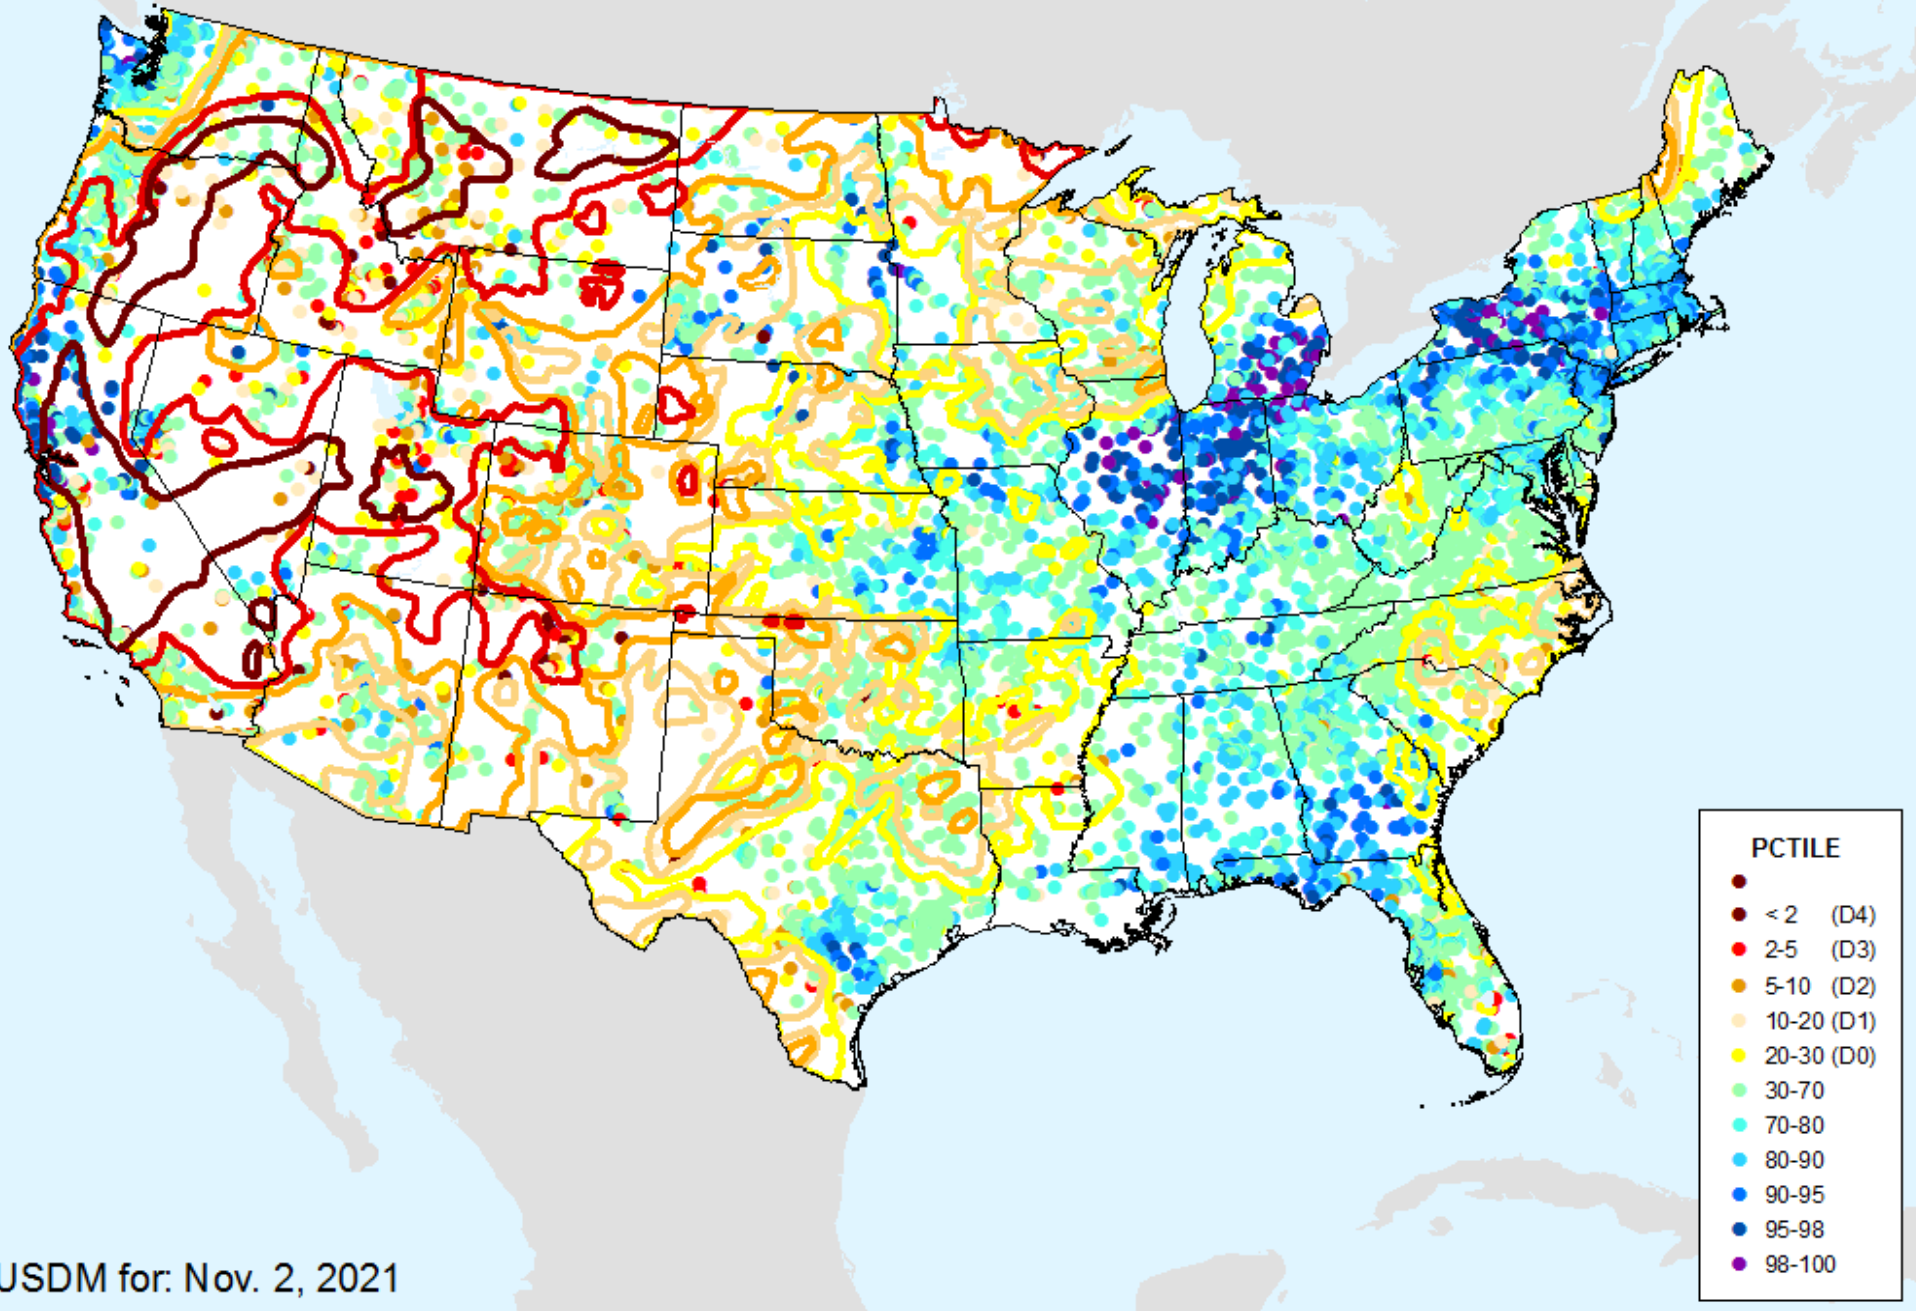 PCTILE
< 2 (D4)
2-5 (D3)
5-10 (D2)
10-20 (D1)
20-30 (D0)
30-70
70-80
80-90
90-95
95-98
98-100
USDM for: Nov. 2, 2021